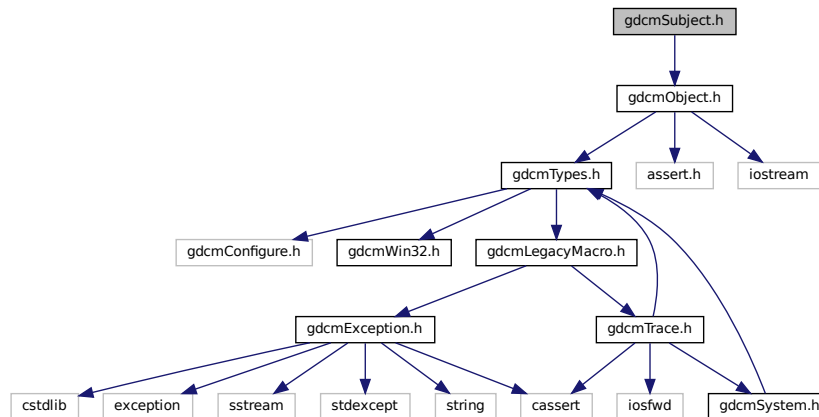 gdcmSubject.h
gdcmObject.h
gdcmTypes.h
assert.h
iostream
gdcmConfigure.h
gdcmWin32.h
gdcmLegacyMacro.h
gdcmException.h
gdcmTrace.h
cstdlib
exception
sstream
stdexcept
string
cassert
iosfwd
gdcmSystem.h